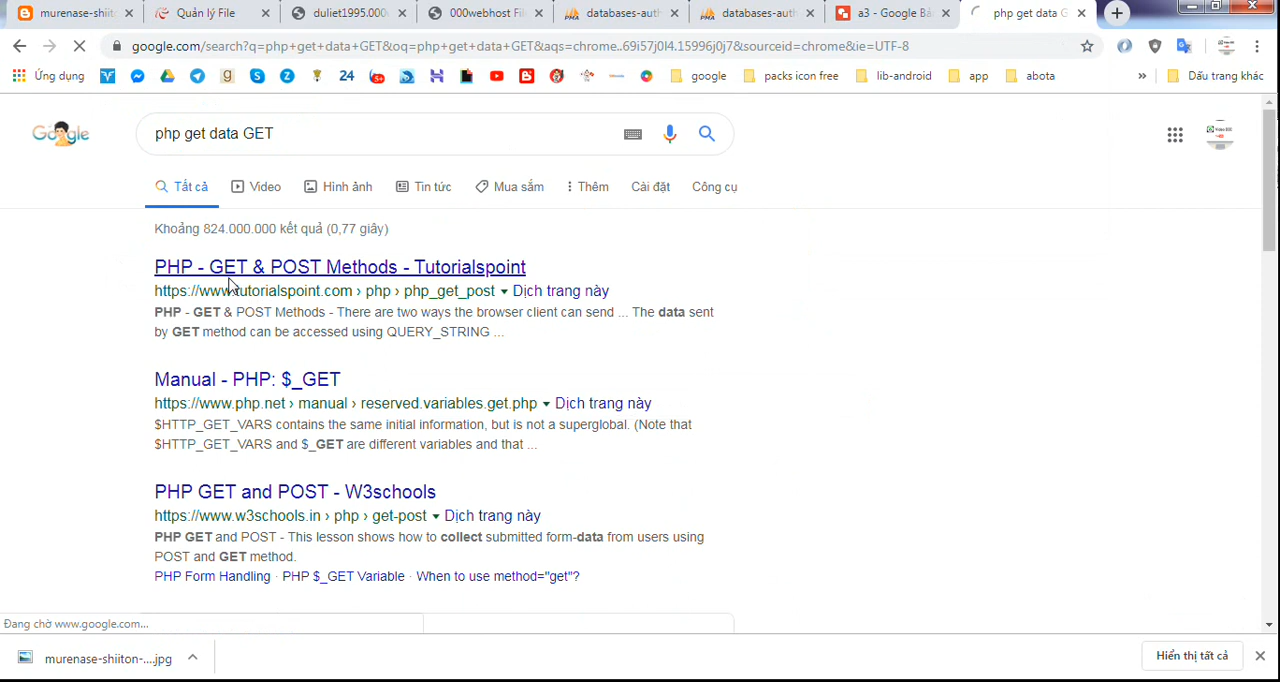 murenase-shiit
Quản lý File
duliet1995.000
000webhost Fil
databases-auth
databases-auth
a3 - Google Bả
php get data G
google.com/search?q=php+get+data+GET&oq=php+get+data+GET&aqs=chrome..69i57j0l4.15996j0j7&sourceid=chrome&ie=UTF-8
Ứng dụng
24
google
packs icon free
lib-android
app
abota
»
Dấu trang khác
Google
php get data GET
Tất cả
Video
Hình ảnh
Tin tức
Mua sắm
Thêm
Cài đặt
Công cụ
Khoảng 824.000.000 kết quả (0,77 giây)
PHP - GET & POST Methods - Tutorialspoint
https://www.tutorialspoint.com › php › php_get_post ▾ Dịch trang này
PHP - GET & POST Methods - There are two ways the browser client can send ... The data sent
by GET method can be accessed using QUERY_STRING ...
Manual - PHP: $_GET
https://www.php.net › manual › reserved.variables.get.php ▾ Dịch trang này
$HTTP_GET_VARS contains the same initial information, but is not a superglobal. (Note that
$HTTP_GET_VARS and $_GET are different variables and that ...
PHP GET and POST - W3schools
https://www.w3schools.in › php › get-post ▾ Dịch trang này
PHP GET and POST - This lesson shows how to collect submitted form-data from users using
POST and GET method.
PHP Form Handling · PHP $_GET Variable · When to use method="get"?
Đang chờ www.google.com...
murenase-shiiton-....jpg
Hiển thị tất cả